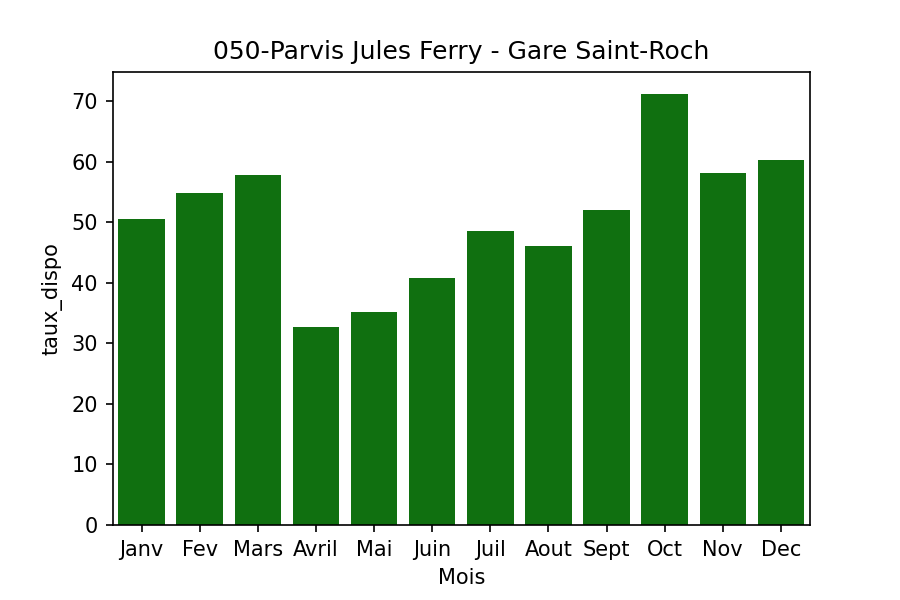 050-Parvis Jules Ferry - Gare Saint-Roch
taux_dispo
70
60
50
40
30
20
10
0
Janv Fev Mars Avril Mai Juin Juil Aout Sept Oct Nov Dec
Mois